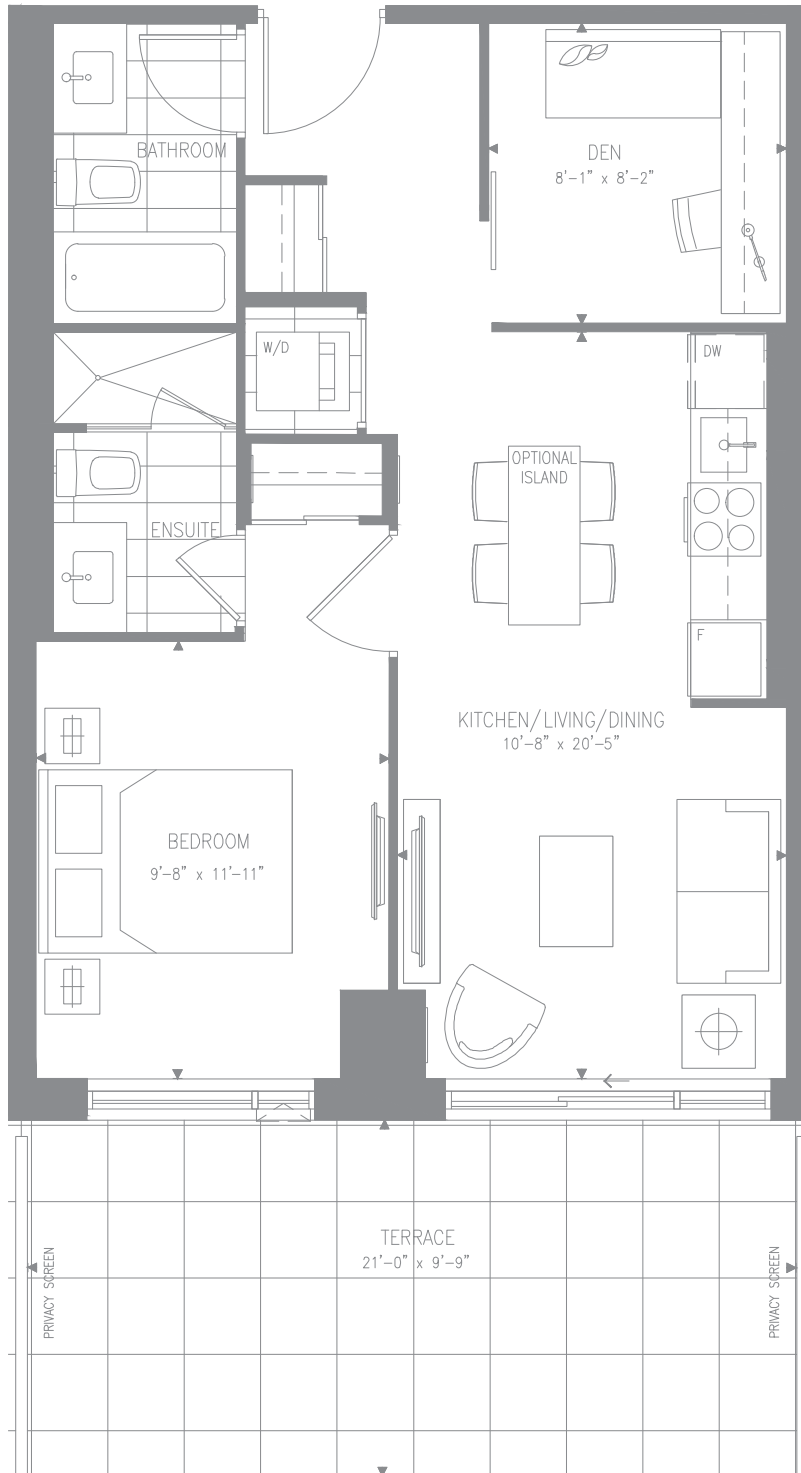 BATHROOM
DEN
8'-1" x 8'-2"
W/D
DW
OPTIONAL
ISLAND
ENSUITE
F
KITCHEN/LIVING/DINING
10'-8" x 20'-5"
BEDROOM
9'-8" x 11'-11"
TERRACE
21'-0" x 9'-9"
PRIVACY SCREEN
PRIVACY SCREEN